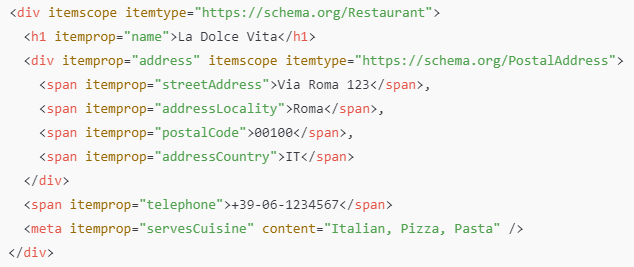 <div itemscope itemtype="https://schema.org/Restaurant">
  <h1 itemprop="name">La Dolce Vita</h1>
  <div itemprop="address" itemscope itemtype="https://schema.org/PostalAddress">
    <span itemprop="streetAddress">Via Roma 123</span>,
    <span itemprop="addressLocality">Roma</span>,
    <span itemprop="postalCode">00100</span>,
    <span itemprop="addressCountry">IT</span>
  </div>
  <span itemprop="telephone">+39-06-1234567</span>
  <meta itemprop="servesCuisine" content="Italian, Pizza, Pasta" />
</div>